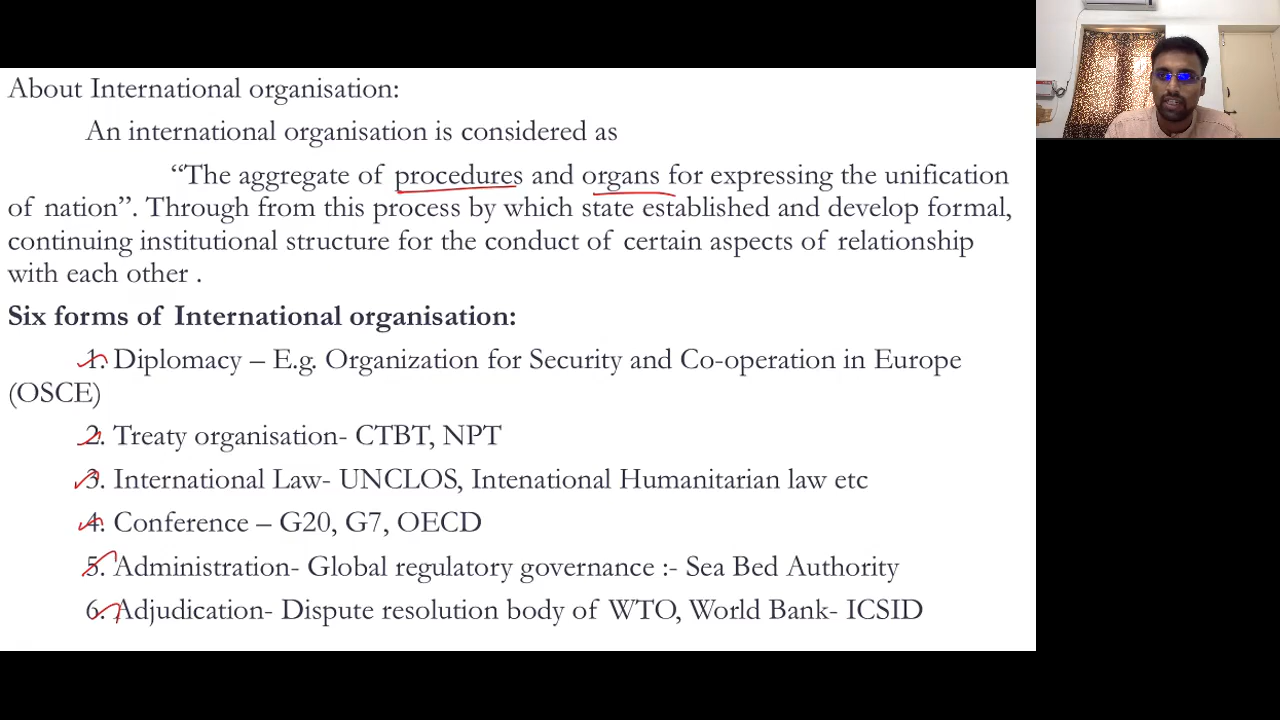 About International organisation:
An international organisation is considered as
“The aggregate of procedures and organs for expressing the unification
of nation”. Through from this process by which state established and develop formal,
continuing institutional structure for the conduct of certain aspects of relationship
with each other .
Six forms of International organisation:
1. Diplomacy – E.g. Organization for Security and Co-operation in Europe
(OSCE)
2. Treaty organisation- CTBT, NPT
3. International Law- UNCLOS, Intenational Humanitarian law etc
4. Conference – G20, G7, OECD
5. Administration- Global regulatory governance :- Sea Bed Authority
6. Adjudication- Dispute resolution body of WTO, World Bank- ICSID